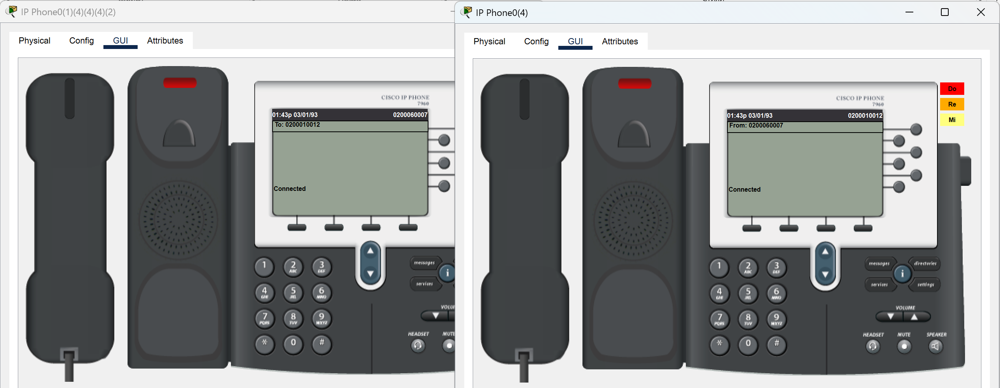 IP Phone0(1)(4)(4)(4)(2)
Physical Config GUI Attributes
CISCO IP PHONE
7960
01:43p 03/01/93 0200060007
To: 0200010012
Connected
1 2 ABC 3 DEF
4 GHI 5 JKL 6 MNO
7 PQRS 8 TUV 9 WXYZ
* 0 #
messages
i
services
VOLU
HEADSET MUTE
IP Phone0(4)
Physical Config GUI Attributes
CISCO IP PHONE
7960
01:43p 03/01/93 0200010012
From: 0200060007
Connected
Do
Re
Mi
1 2 ABC 3 DEF
4 GHI 5 JKL 6 MNO
7 PQRS 8 TUV 9 WXYZ
* 0 #
messages directories
i
services settings
VOLUME
HEADSET MUTE SPEAKER